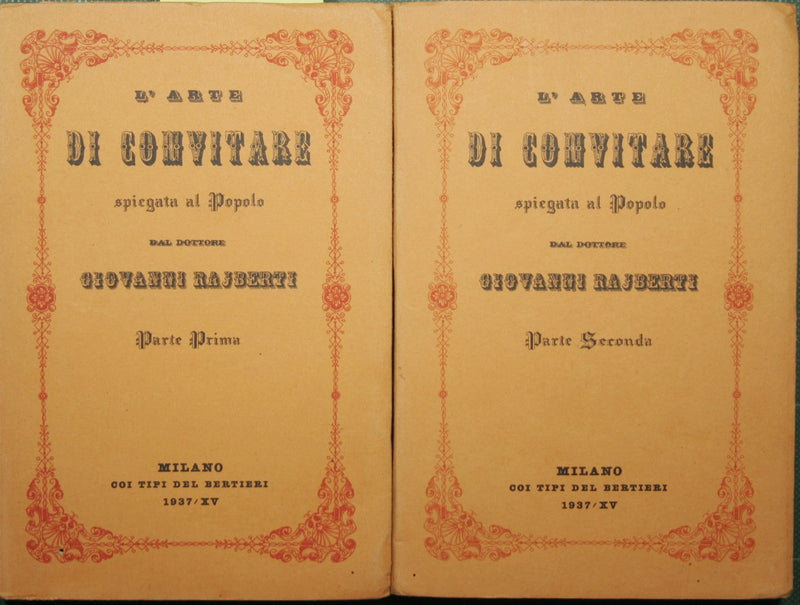 L' ARTE
DI CONVITARE
spiegata al Popolo
DAL DOTTORE
GIOVANNI RAJBERTI
Parte Prima
MILANO
COI TIPI DEL BERTIERI
1937/XV
L' ARTE
DI CONVITARE
spiegata al Popolo
DAL DOTTORE
GIOVANNI RAJBERTI
Parte Seconda
MILANO
COI TIPI DEL BERTIERI
1937/XV